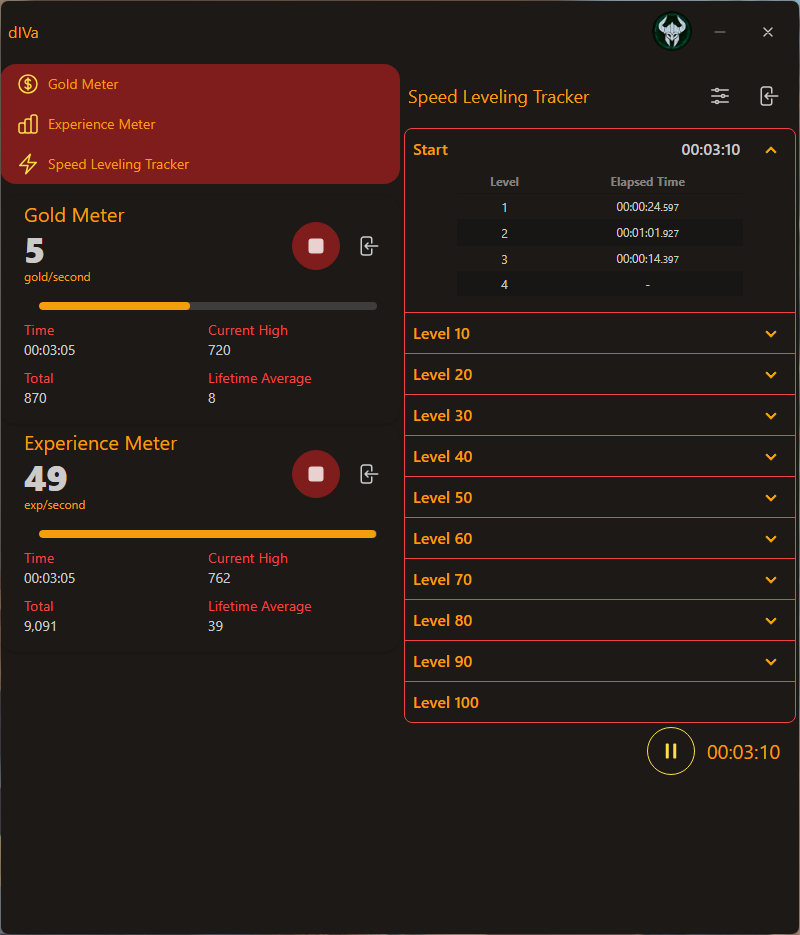 dIVa
Gold Meter
Experience Meter
Speed Leveling Tracker
Gold Meter
5
gold/second
Time
Current High
00:03:05
720
Total
Lifetime Average
870
8
Experience Meter
49
exp/second
Time
Current High
00:03:05
762
Total
Lifetime Average
9,091
39
Speed Leveling Tracker
Start 00:03:10
Level Elapsed Time
1 00:00:24.597
2 00:01:01.927
3 00:00:14.397
4 -
Level 10
Level 20
Level 30
Level 40
Level 50
Level 60
Level 70
Level 80
Level 90
Level 100
00:03:10